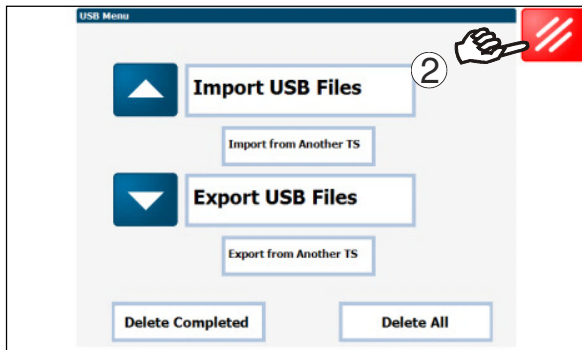 USB Menu
②
Import USB Files
Import from Another TS
Export USB Files
Export from Another TS
Delete Completed
Delete All